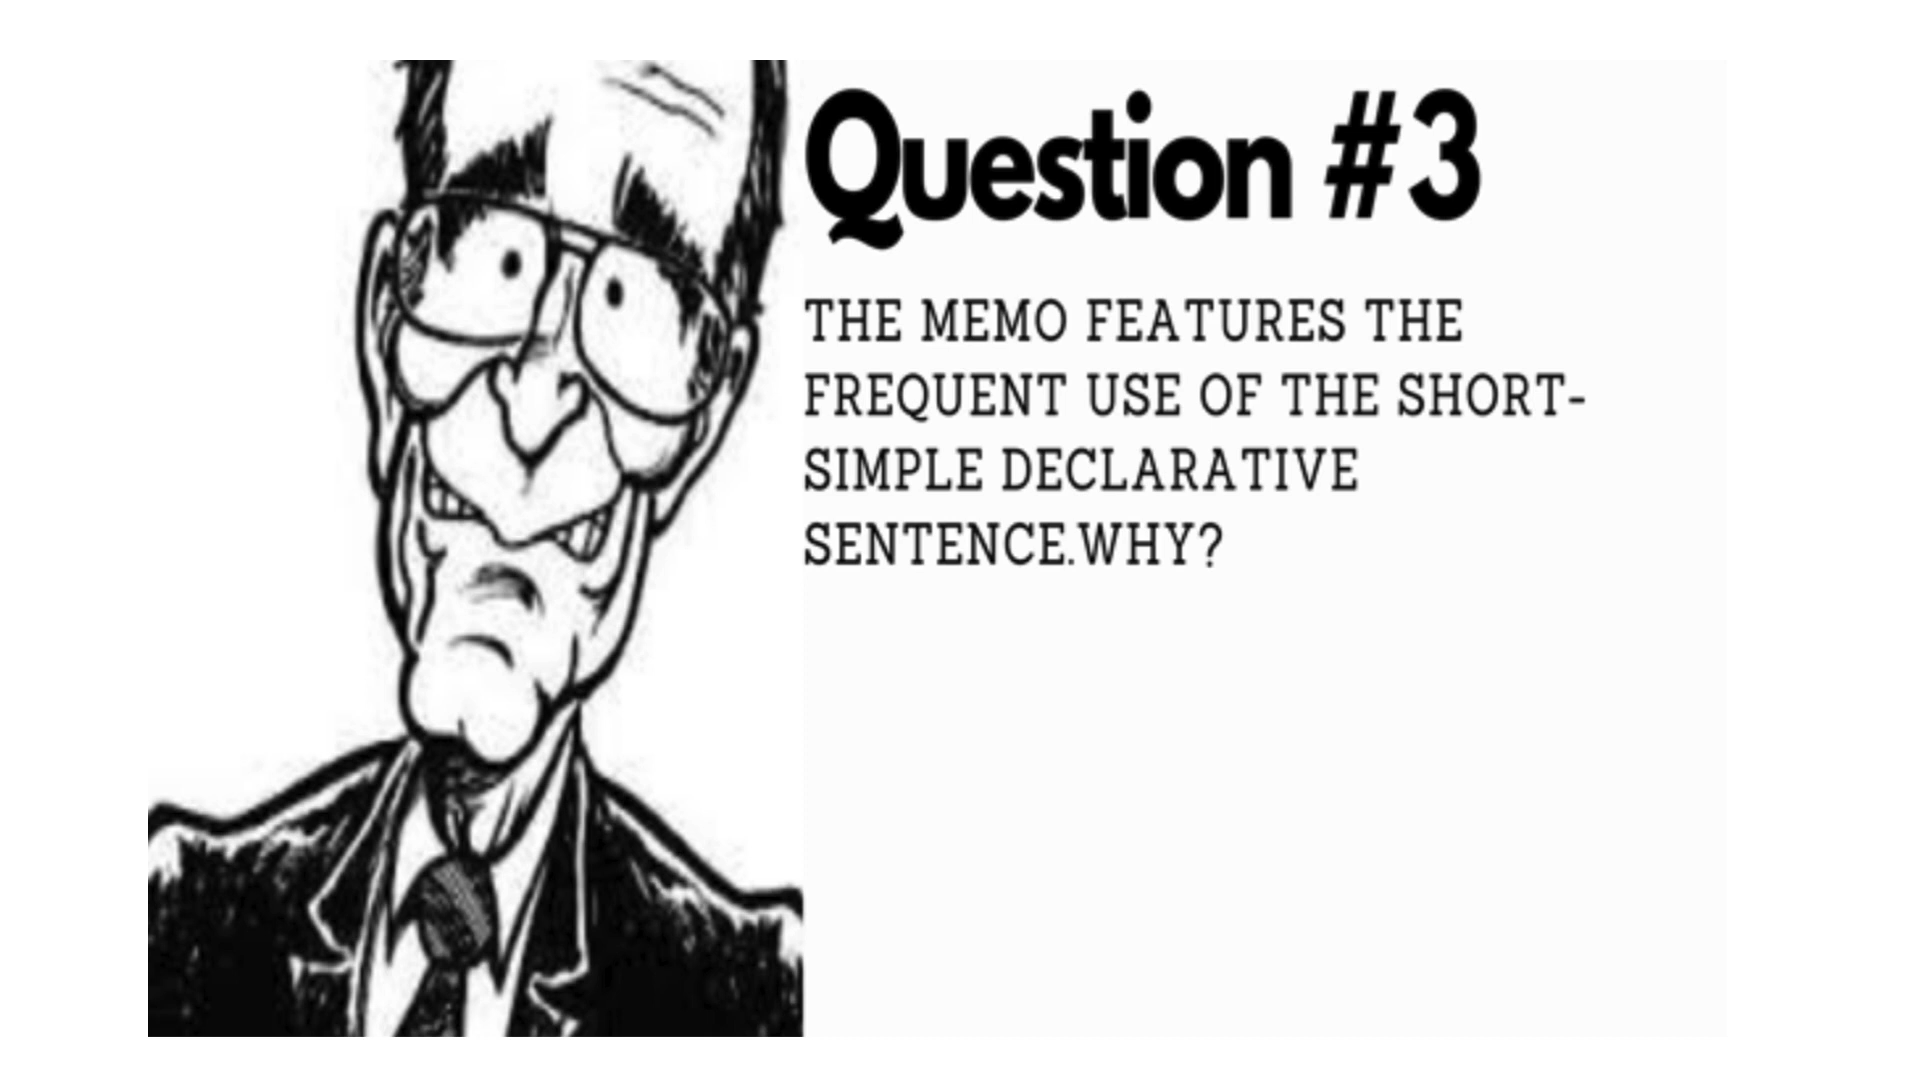 Question #3
THE MEMO FEATURES THE
FREQUENT USE OF THE SHORT-
SIMPLE DECLARATIVE
SENTENCE.WHY?